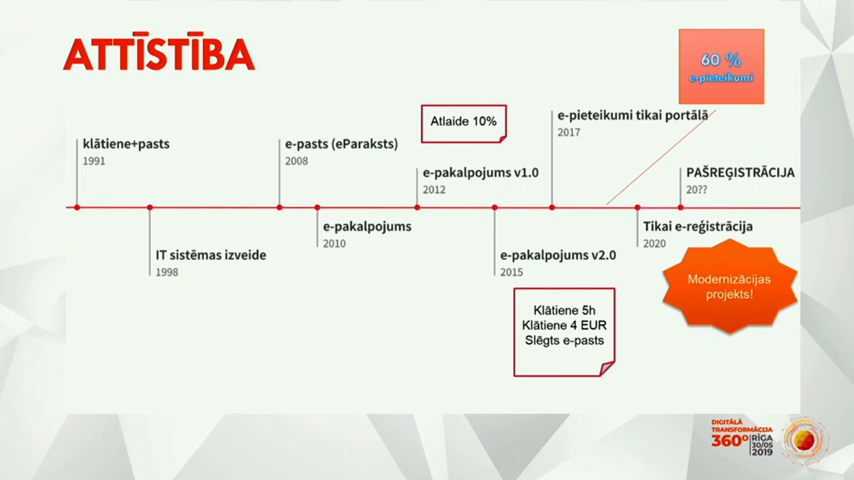 ATTĪSTĪBA
60 %
e-pieteikumi
Atlaide 10%
e-pieteikumi tikai portālā
2017
klātiene+pasts
1991
e-pasts (eParaksts)
2008
e-pakalpojums v1.0
2012
PAŠREĢISTRĀCIJA
20??
IT sistēmas izveide
1998
e-pakalpojums
2010
e-pakalpojums v2.0
2015
Tikai e-reģistrācija
2020
Modernizācijas
projekts!
Klātiene 5h
Klātiene 4 EUR
Slēgts e-pasts
DIGITĀLĀ
TRANSFORMĀCIJA
360° RĪGA
30/05
2019